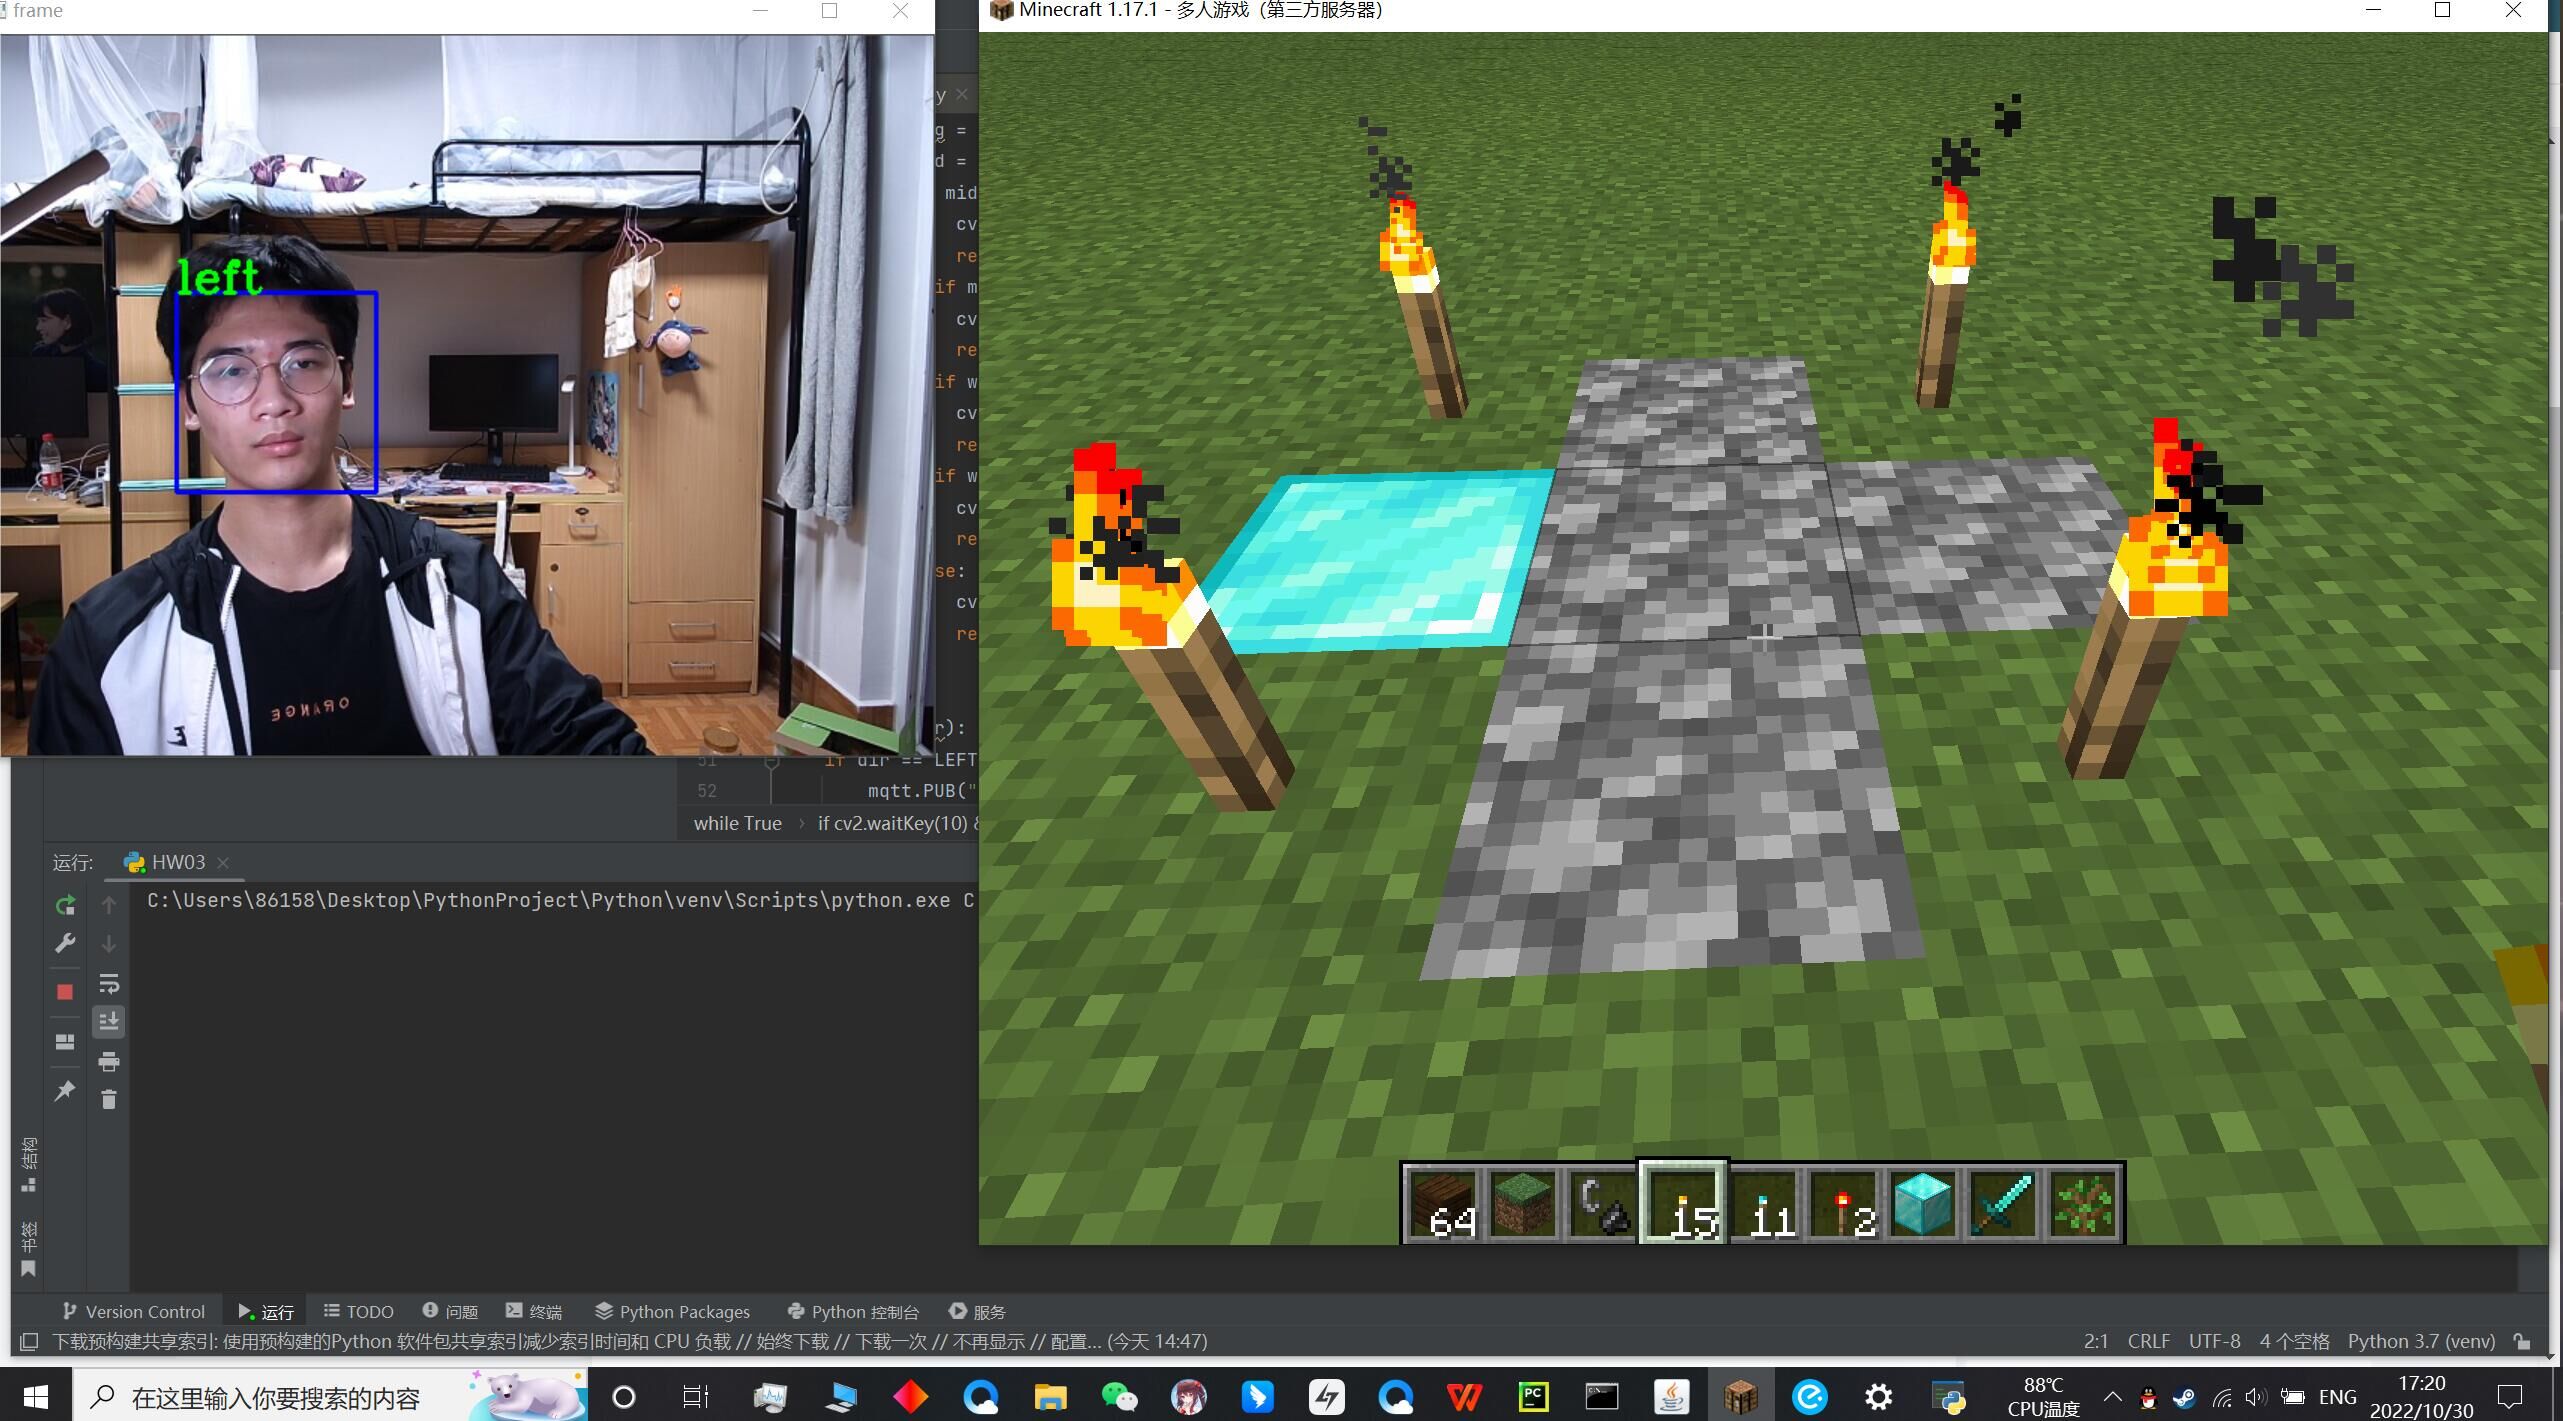 frame
Minecraft 1.17.1 - 多人游戏（第三方服务器）
left
ORANGE
y
g =
d =
mid
cv
re
if m
cv
re
if w
cv
re
if w
cv
re
se:
cv
re
r):
51 if dir == LEFT
52 mqtt.PUB("
while True › if cv2.waitKey(10) &
运行: HW03
C:\Users\86158\Desktop\PythonProject\Python\venv\Scripts\python.exe C
结构
书签
64 15 11 2
Version Control 运行 TODO 问题 终端 Python Packages Python 控制台 服务
下载预构建共享索引: 使用预构建的Python 软件包共享索引减少索引时间和 CPU 负载 // 始终下载 // 下载一次 // 不再显示 // 配置... (今天 14:47)
2:1 CRLF UTF-8 4 个空格 Python 3.7 (venv)
在这里输入你要搜索的内容
PC
88℃
CPU温度
ENG
17:20
2022/10/30